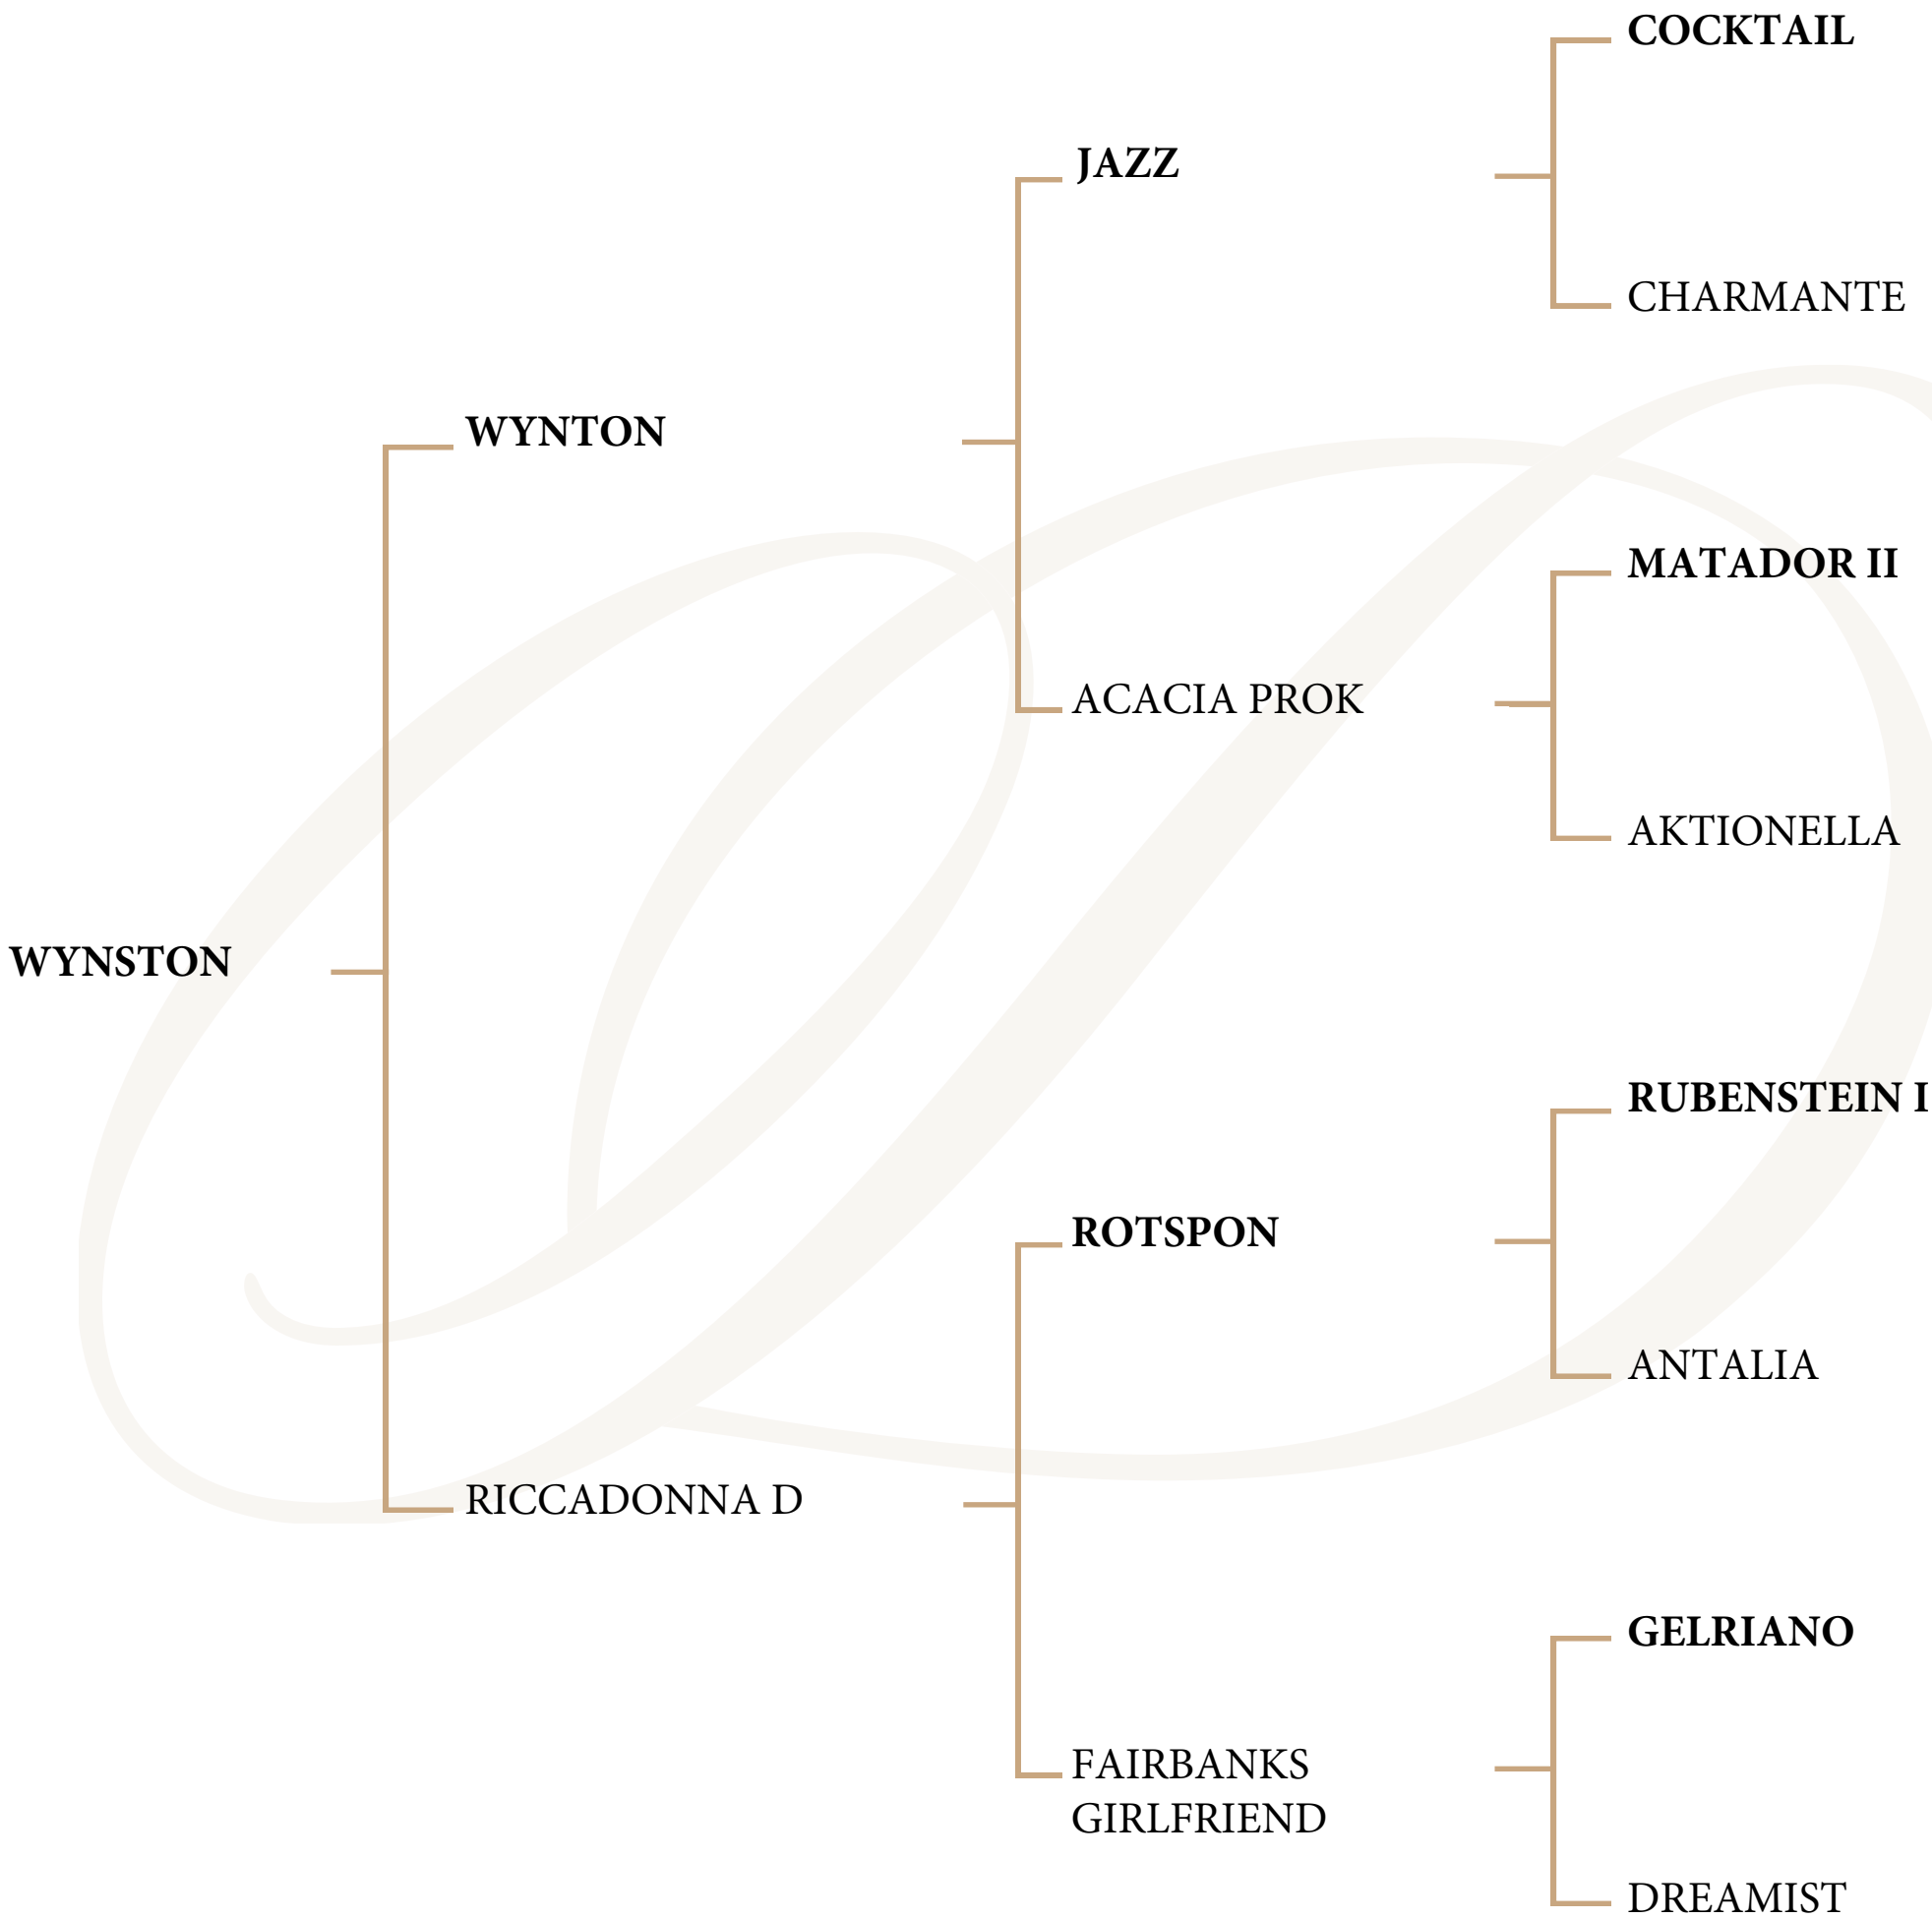 COCKTAIL
JAZZ
CHARMANTE
WYNTON
MATADOR II
ACACIA PROK
AKTIONELLA
WYNSTON
RUBENSTEIN I
ROTSPON
ANTALIA
RICCADONNA D
GELRIANO
FAIRBANKS
GIRLFRIEND
DREAMIST